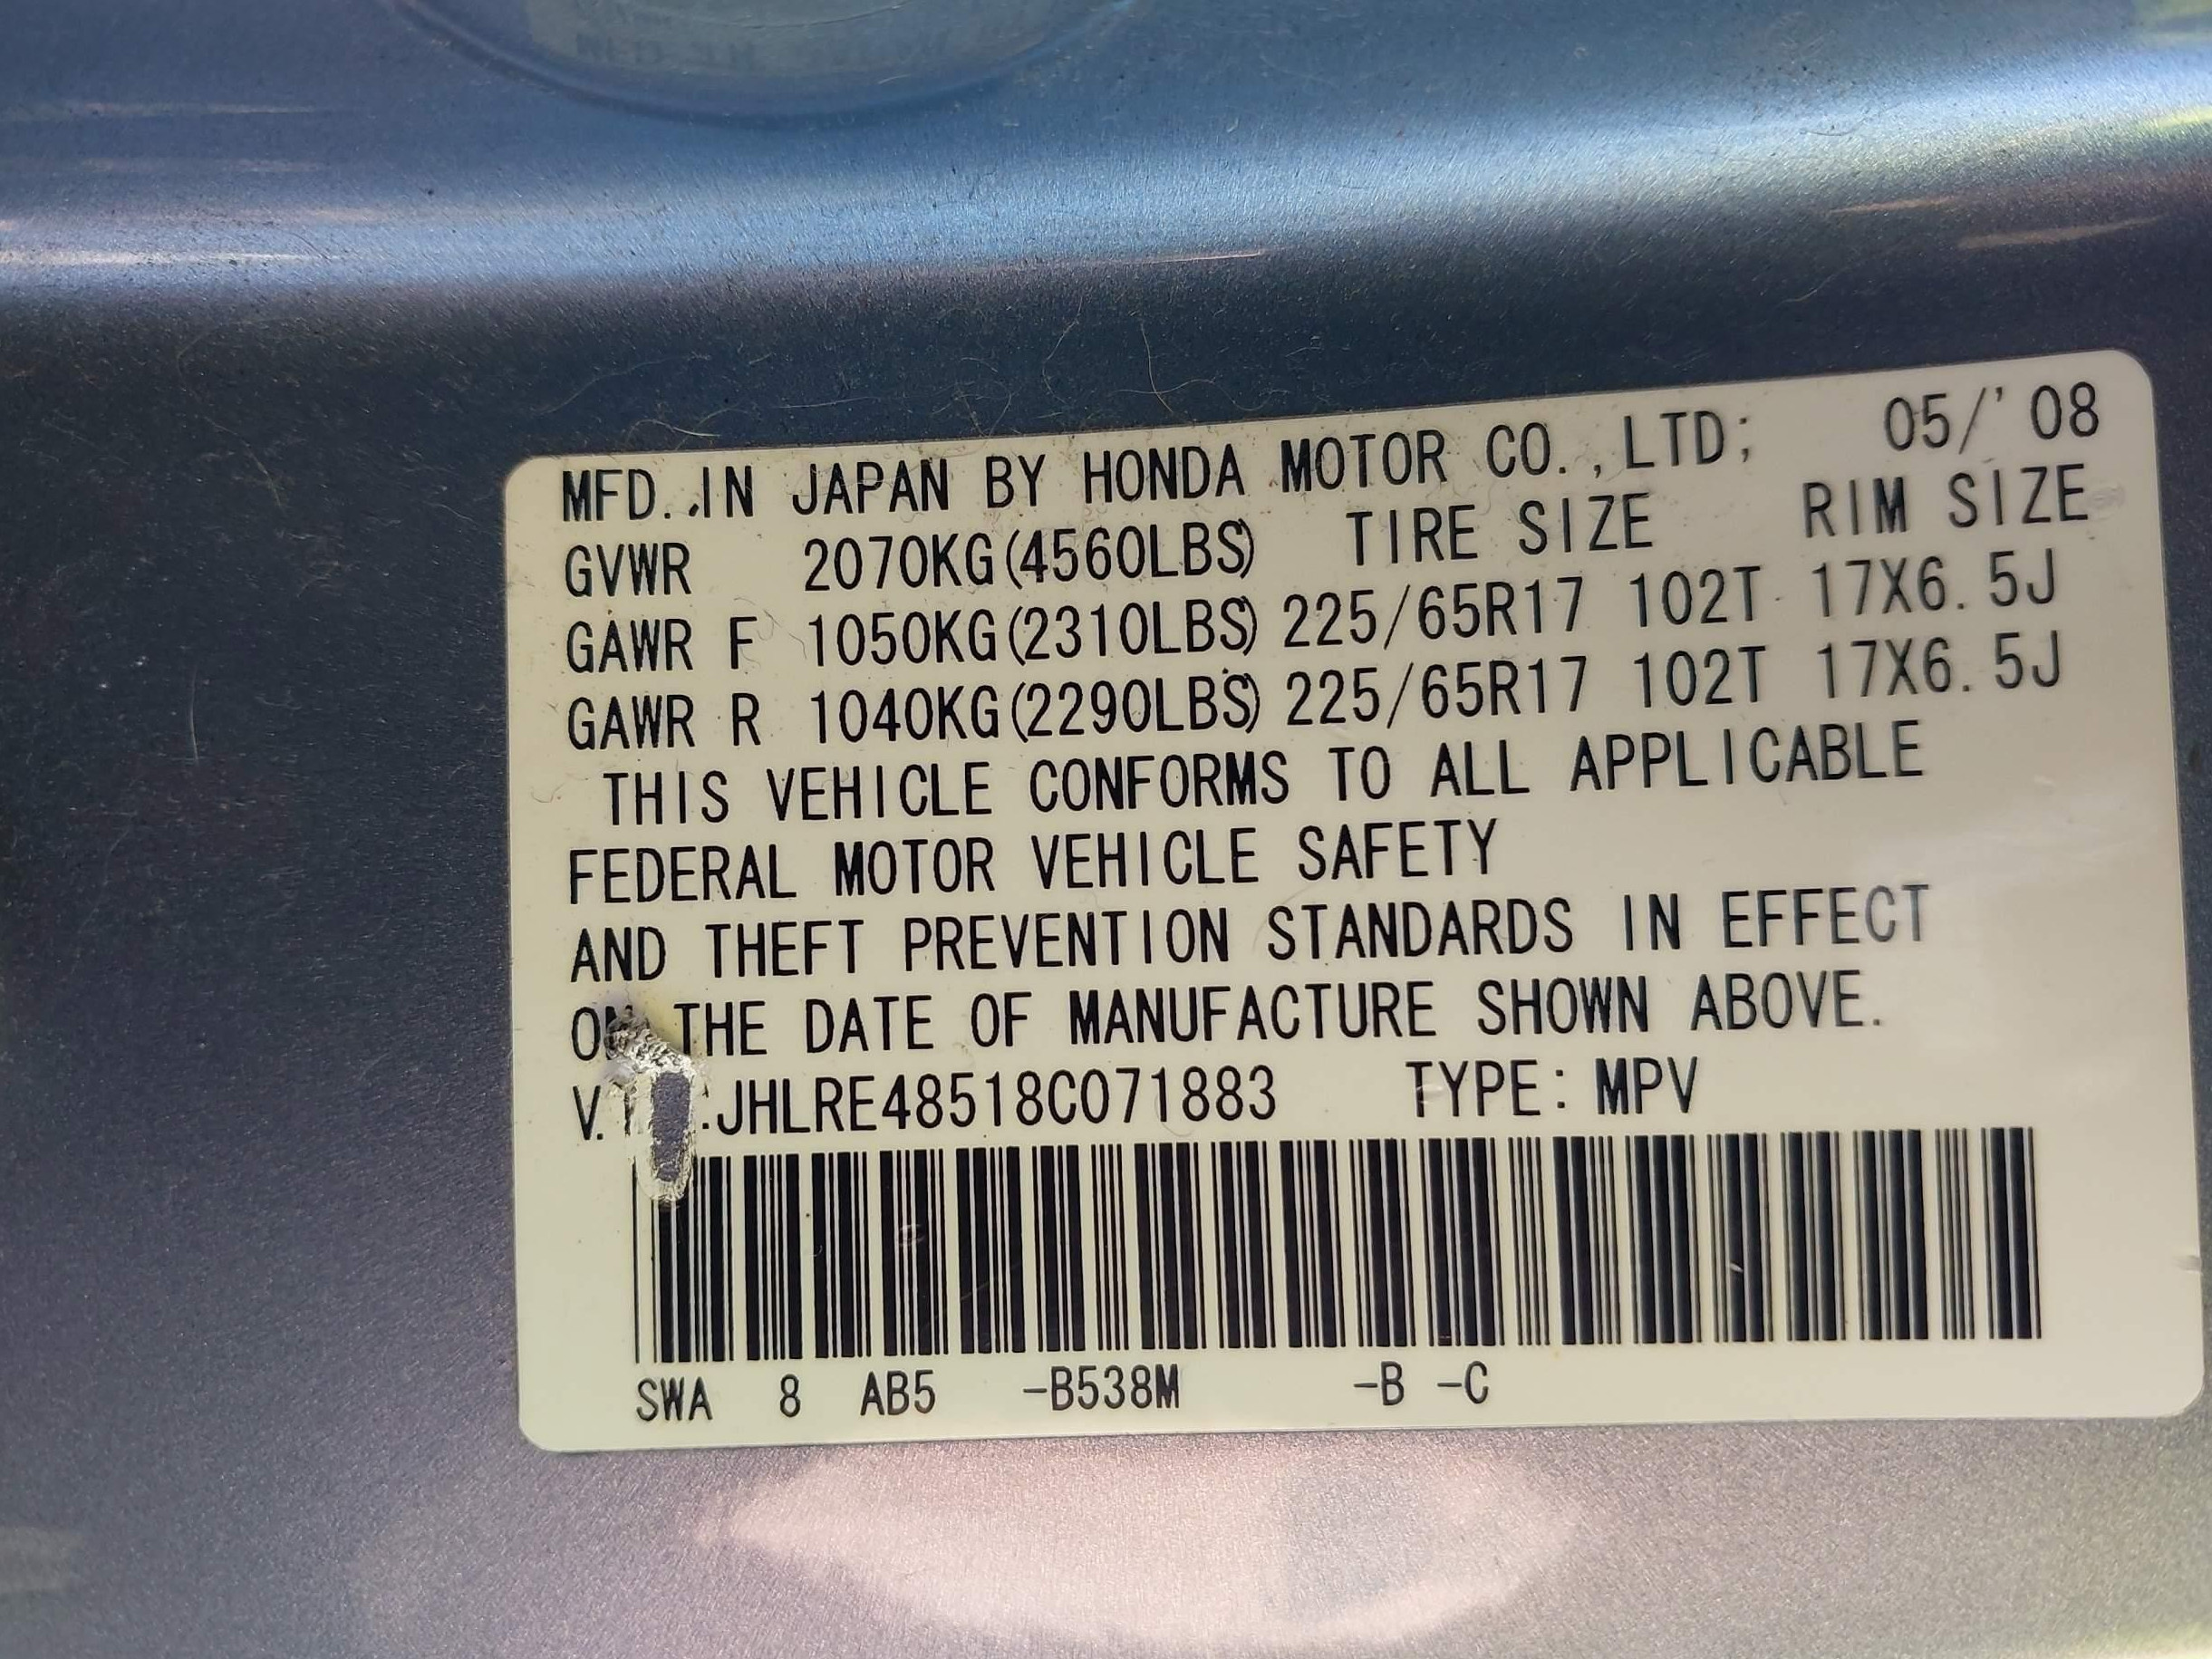 MFD. IN JAPAN BY HONDA MOTOR CO.,LTD; 05/'08
GVWR 2070KG(4560LBS) TIRE SIZE RIM SIZE
GAWR F 1050KG(2310LBS) 225/65R17 102T 17X6.5J
GAWR R 1040KG(2290LBS) 225/65R17 102T 17X6.5J
THIS VEHICLE CONFORMS TO ALL APPLICABLE
FEDERAL MOTOR VEHICLE SAFETY
AND THEFT PREVENTION STANDARDS IN EFFECT
ON THE DATE OF MANUFACTURE SHOWN ABOVE.
JHLRE48518C071883 TYPE: MPV
SWA 8 AB5 -B538M -B -C